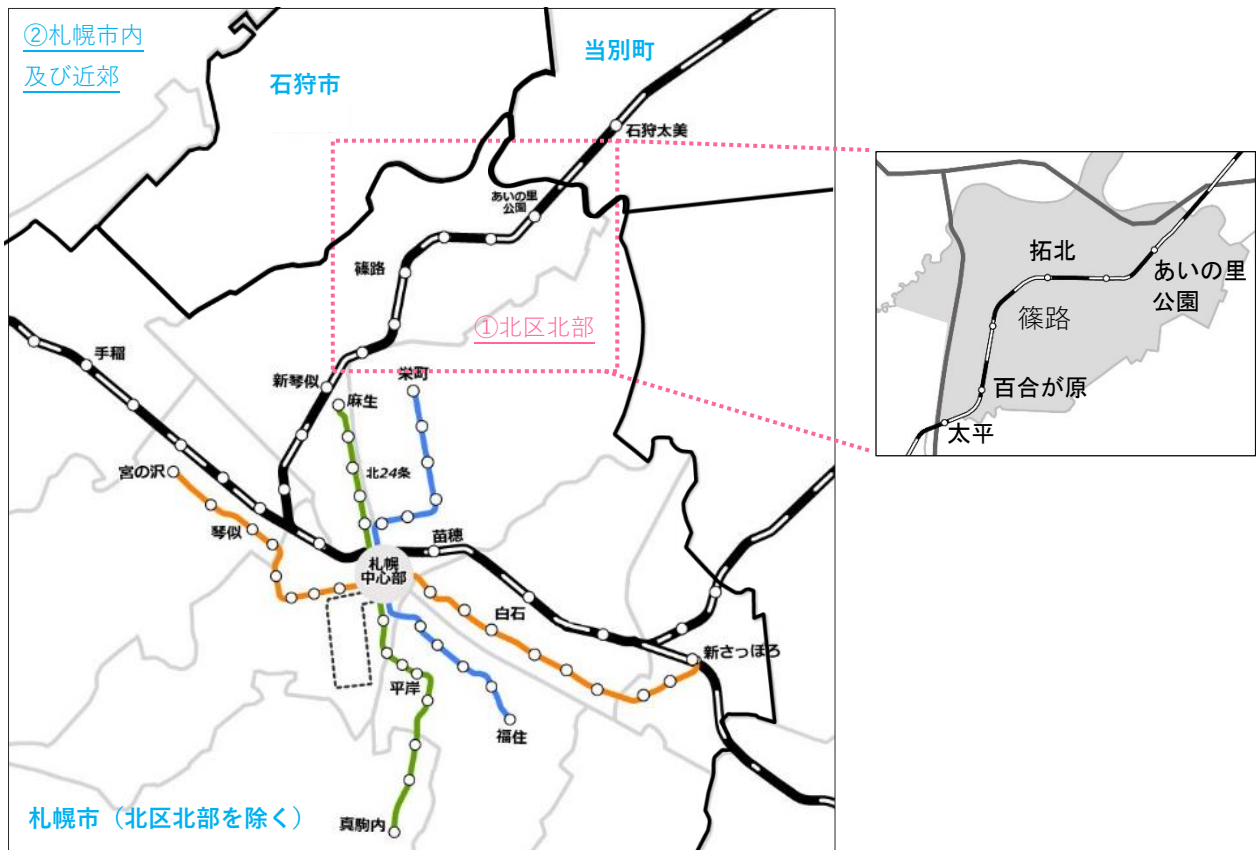 ②札幌市内
及び近郊
石狩市
当別町
石狩太美
あいの里
公園
篠路
①北区北部
手稲
新琴似
栄町
麻生
宮の沢
北24条
琴似
苗穂
札幌
中心部
白石
新さっぽろ
平岸
福住
真駒内
札幌市（北区北部を除く）
拓北
あいの里
公園
篠路
百合が原
太平